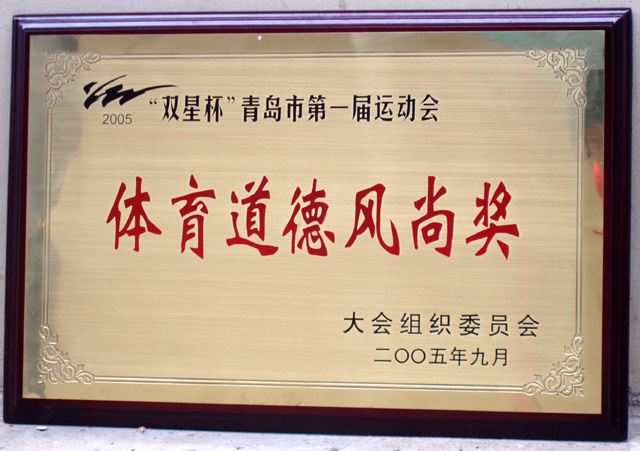 2005
“双星杯”青岛市第一届运动会
体育道德风尚奖
大会组织委员会
二〇〇五年九月